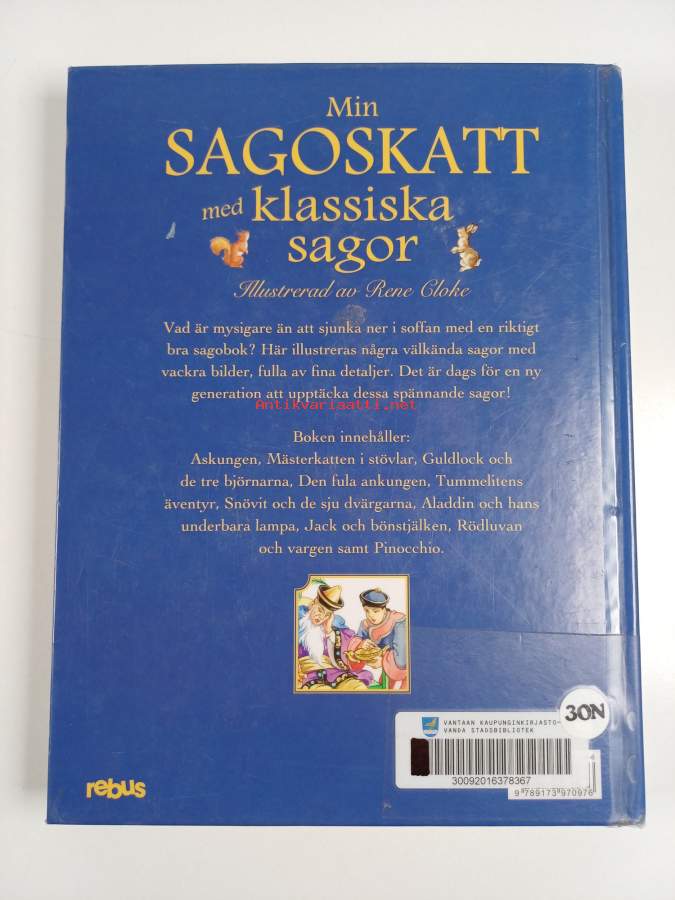 Min
SAGOSKATT
med klassiska
sagor
Illustrerad av Rene Cloke
Vad är mysigare än att sjunka ner i soffan med en riktigt
bra sagobok? Här illustreras några välkända sagor med
vackra bilder, fulla av fina detaljer. Det är dags för en ny
generation att upptäcka dessa spännande sagor!
Antikvariaatti.net
Boken innehåller:
Askungen, Mästerkatten i stövlar, Guldlock och
de tre björnarna, Den fula ankungen, Tummelitens
äventyr, Snövit och de sju dvärgarna, Aladdin och hans
underbara lampa, Jack och bönstjälken, Rödluvan
och vargen samt Pinocchio.
30N
VANTAAN KAUPUNGINKIRJASTO-
VANDA STADSBIBLIOTEK
30092016378367
9 789173 970976
rebus